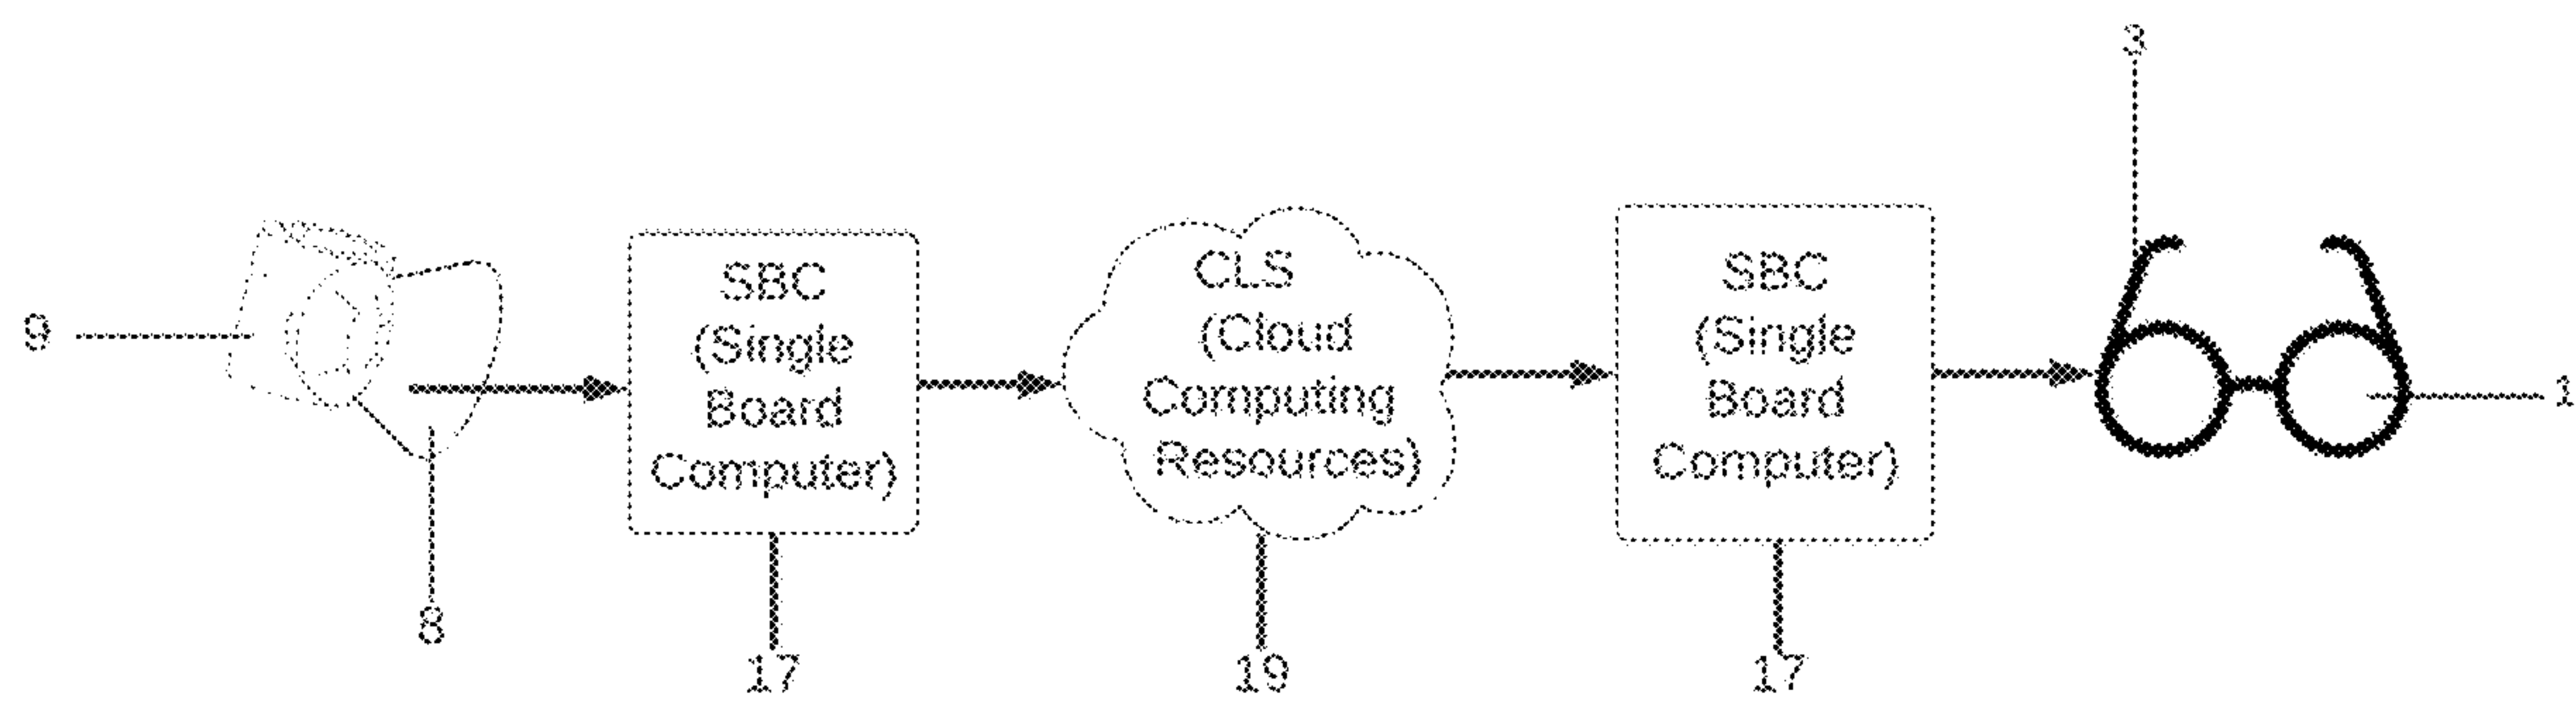 3
SBC
(Single
Board
Computer)
CLS
(Cloud
Computing
Resources)
SBC
(Single
Board
Computer)
9
1
8
17
19
17